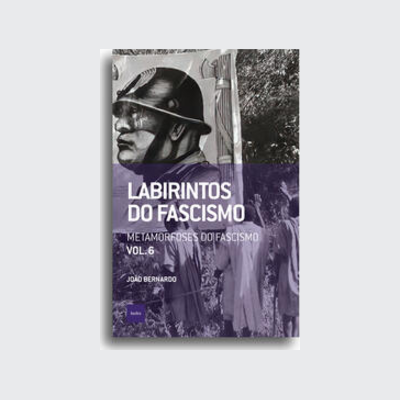 LABIRINTOS
DO FASCISMO
METAMORFOSES DO FASCISMO
VOL. 6
JOÃO BERNARDO